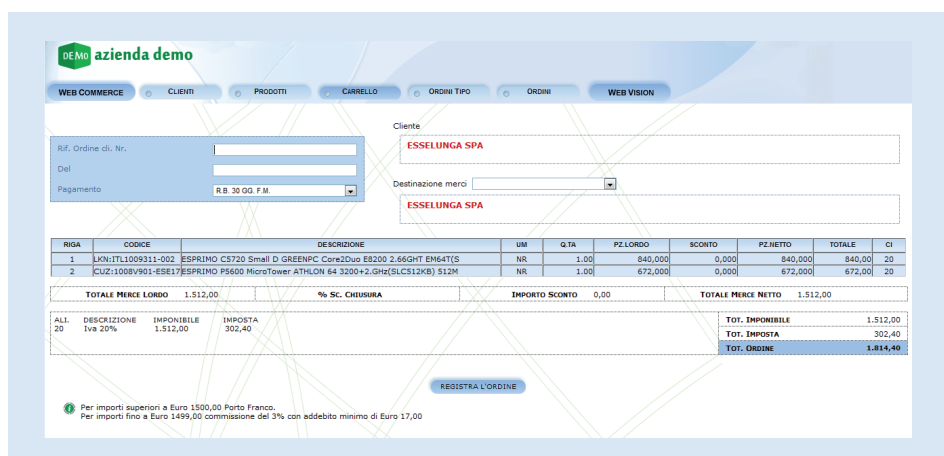 DEMO azienda demo
WEB COMMERCE CLIENTI PRODOTTI CARRELLO ORDINI TIPO ORDINI WEB VISION
Cliente
ESSELUNGA SPA
Rif. Ordine cli. Nr.
Del
Pagamento R.B. 30 GG. F.M.
Destinazione merci
ESSELUNGA SPA
RIGA CODICE DESCRIZIONE UM Q.TA PZ.LORDO SCONTO PZ.NETTO TOTALE CI
1 LKN:ITL1009311-002 ESPRIMO C5720 Small D GREENPC Core2Duo E8200 2.66GHT EM64T(S NR 1.00 840,000 0,000 840,000 840,00 20
2 CUZ:1008V901-ESE17 ESPRIMO P5600 MicroTower ATHLON 64 3200+2.GHz(SLC512KB) 512M NR 1.00 672,000 0,000 672,000 672,00 20
TOTALE MERCE LORDO 1.512,00 % SC. CHIUSURA IMPORTO SCONTO 0,00 TOTALE MERCE NETTO 1.512,00
ALI. DESCRIZIONE IMPONIBILE IMPOSTA
20 Iva 20% 1.512,00 302,40
TOT. IMPONIBILE 1.512,00
TOT. IMPOSTA 302,40
TOT. ORDINE 1.814,40
REGISTRA L'ORDINE
Per importi superiori a Euro 1500,00 Porto Franco.
Per importi fino a Euro 1499,00 commissione del 3% con addebito minimo di Euro 17,00